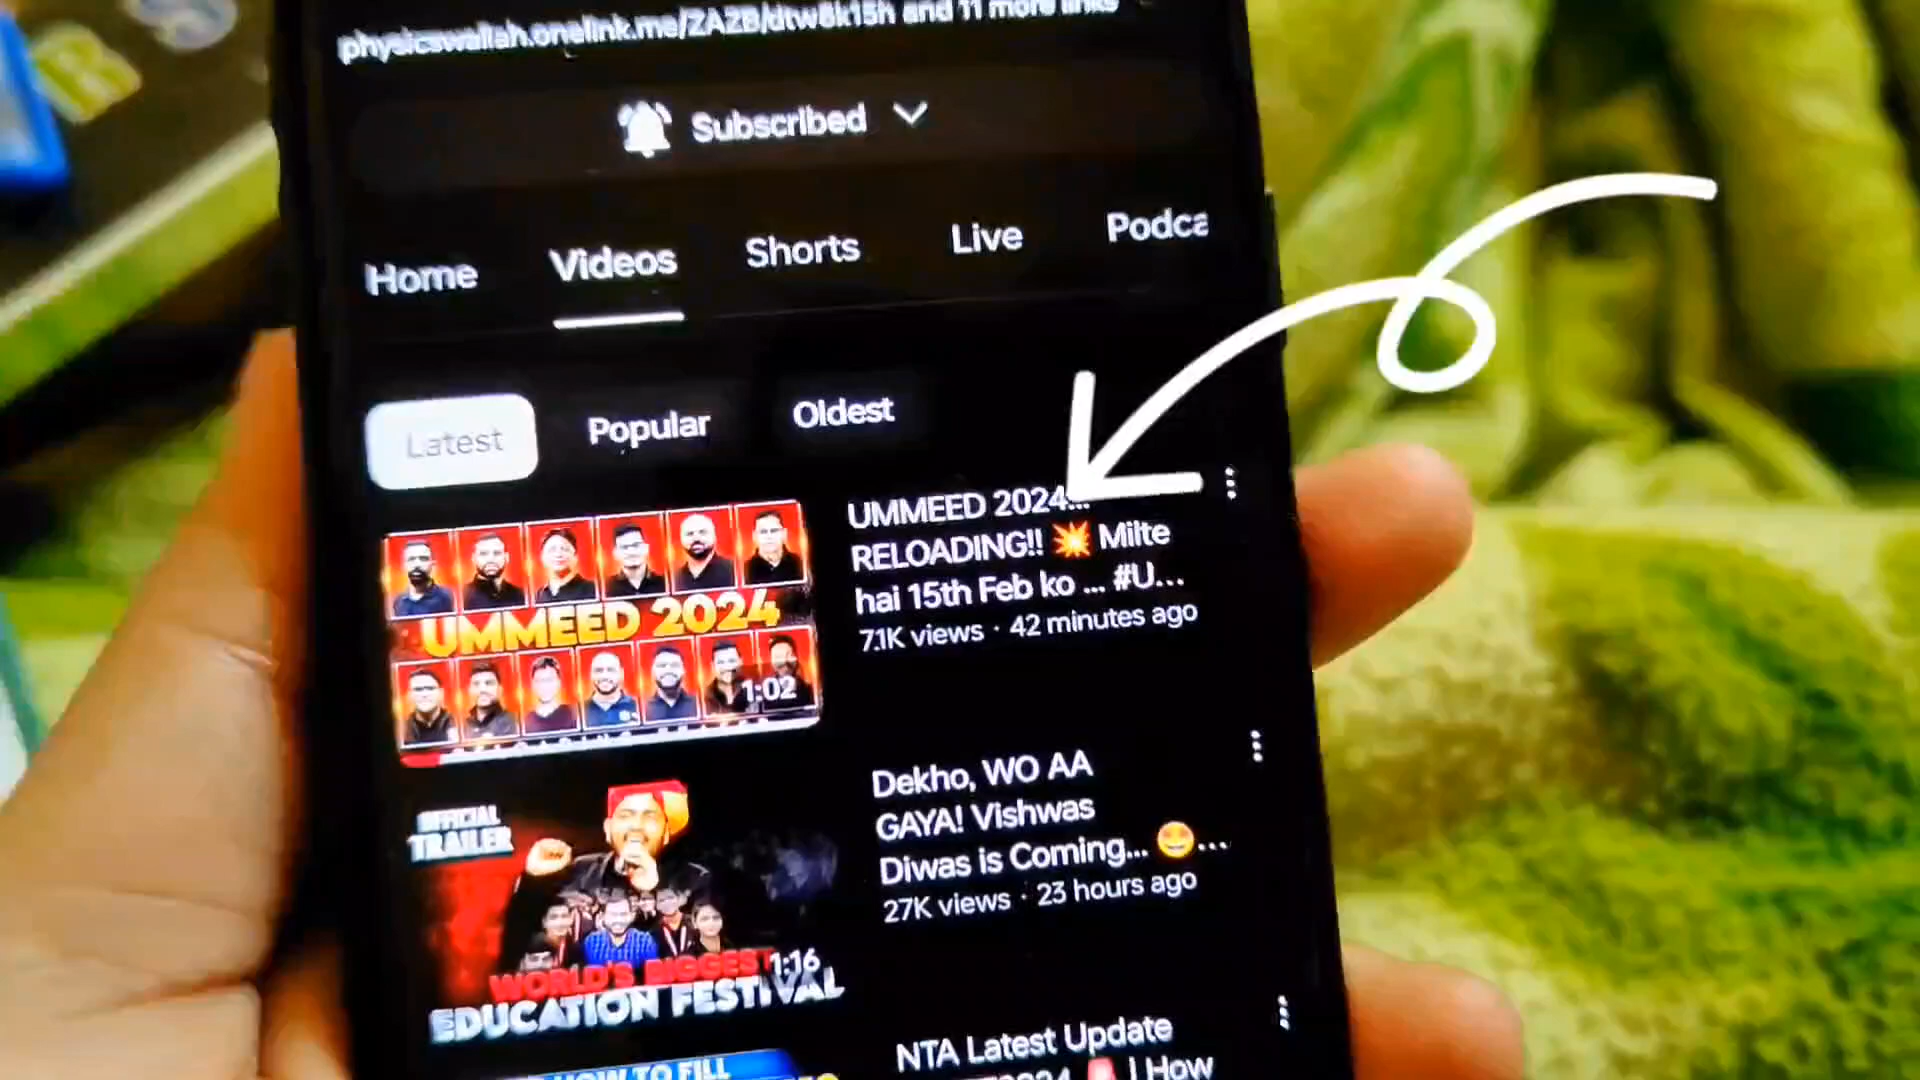 physicswallah.onelink.me/ZAZB/dtw8k15h and 11 more links
Subscribed
Home Videos Shorts Live Podca
Latest Popular Oldest
UMMEED 2024...
RELOADING!! 💥 Milte
hai 15th Feb ko ... #U...
7.1K views · 42 minutes ago
UMMEED 2024
1:02
Dekho, WO AA
GAYA! Vishwas
Diwas is Coming... 🤩...
27K views · 23 hours ago
OFFICIAL
TRAILER
WORLD'S BIGGEST
1:16
EDUCATION FESTIVAL
NTA Latest Update
| How
HOW TO FILL